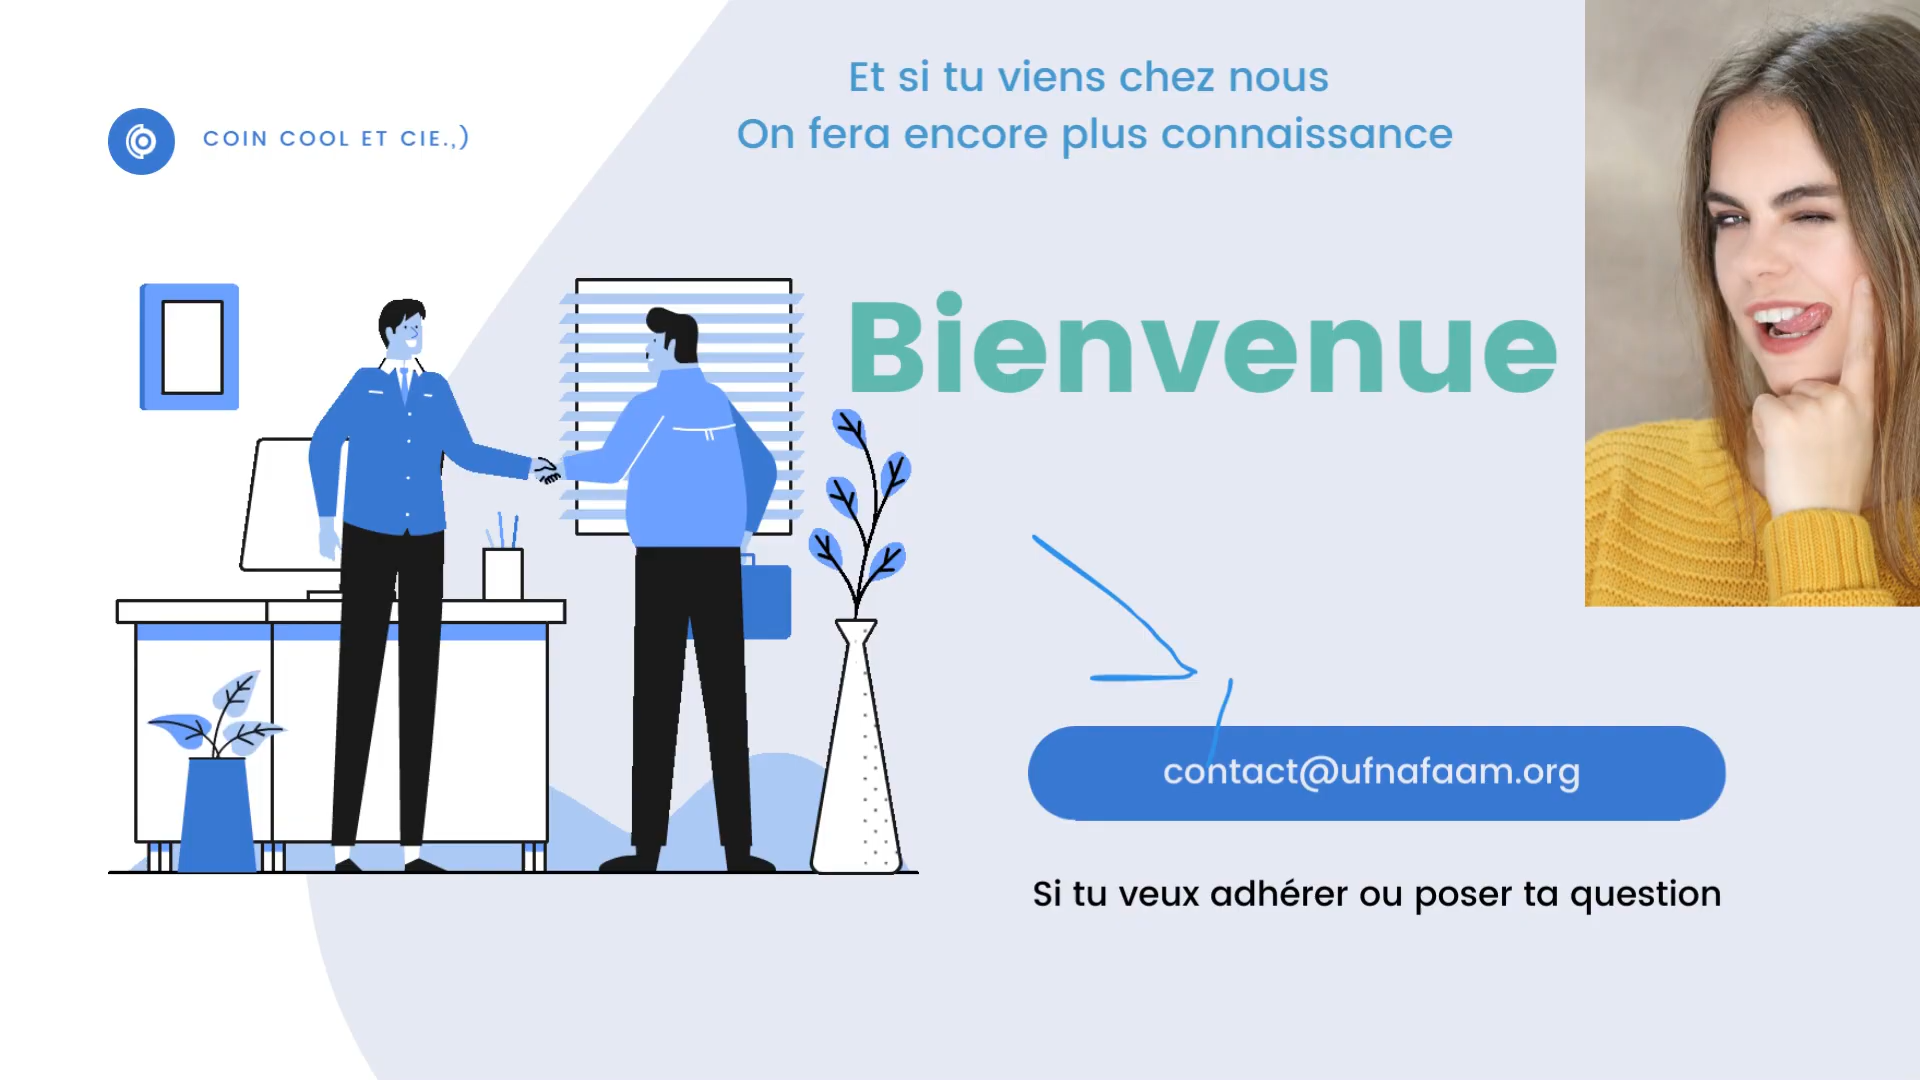 Et si tu viens chez nous
On fera encore plus connaissance
COIN COOL ET CIE.,)
Bienvenue
contact@ufnafaam.org
Si tu veux adhérer ou poser ta question